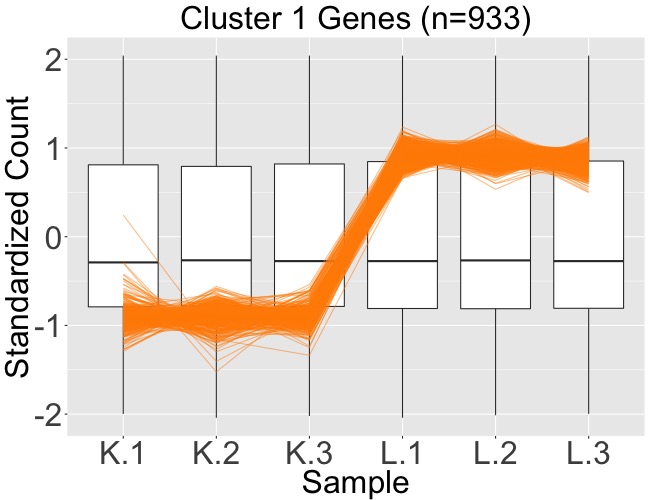 Cluster 1 Genes (n=933)
Standardized Count
2
1
0
-1
-2
K.1 K.2 K.3 L.1 L.2 L.3
Sample